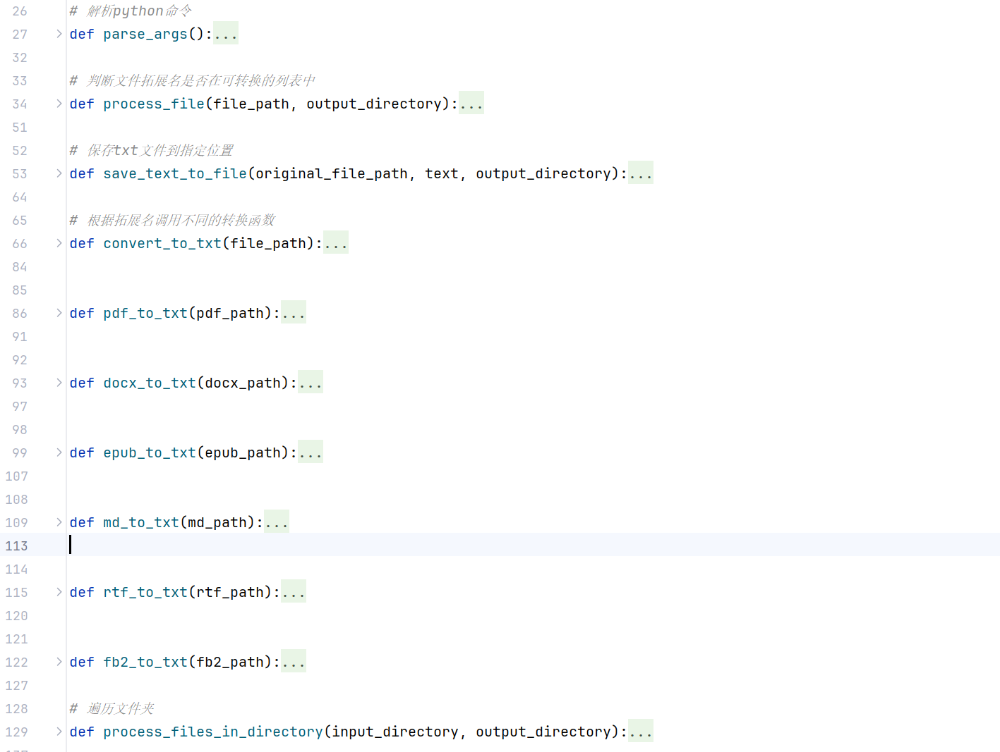 26 # 解析python命令
27 def parse_args():...
32
33 # 判断文件拓展名是否在可转换的列表中
34 def process_file(file_path, output_directory):...
51
52 # 保存txt文件到指定位置
53 def save_text_to_file(original_file_path, text, output_directory):...
64
65 # 根据拓展名调用不同的转换函数
66 def convert_to_txt(file_path):...
84
85
86 def pdf_to_txt(pdf_path):...
91
92
93 def docx_to_txt(docx_path):...
97
98
99 def epub_to_txt(epub_path):...
107
108
109 def md_to_txt(md_path):...
113
114
115 def rtf_to_txt(rtf_path):...
120
121
122 def fb2_to_txt(fb2_path):...
127
128 # 遍历文件夹
129 def process_files_in_directory(input_directory, output_directory):...